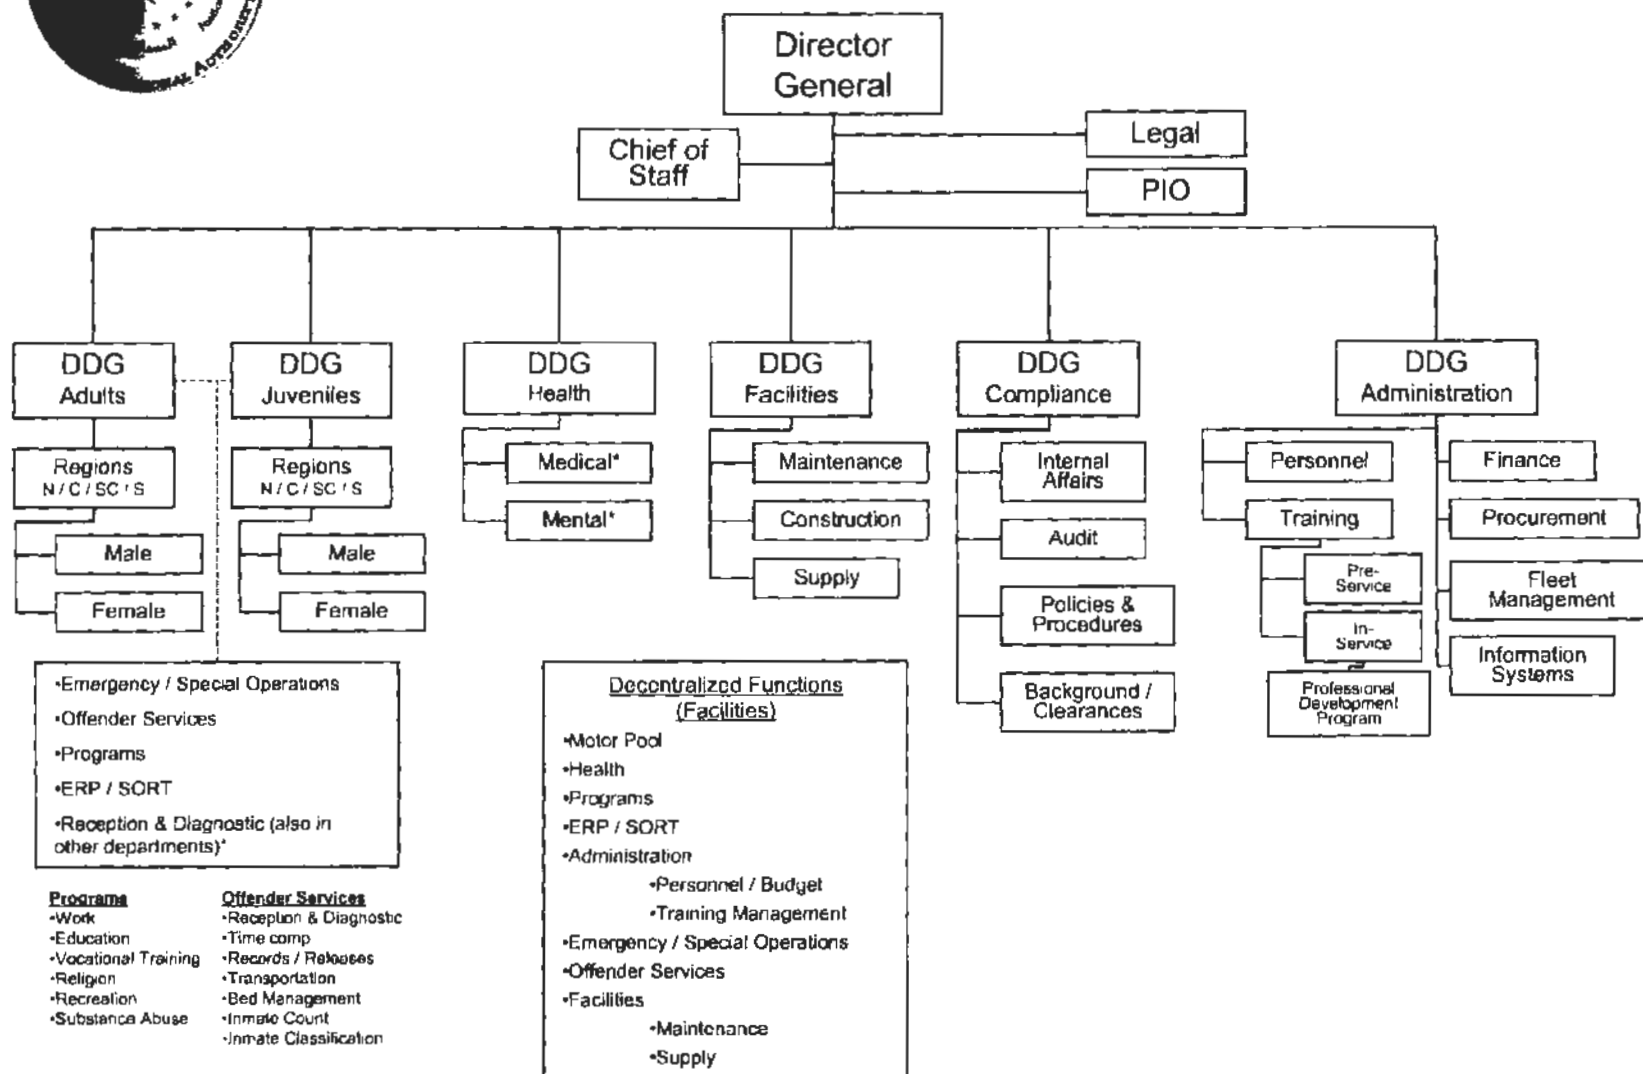 AUTHORITY
Director
General
Chief of
Staff
Legal
PIO
DDG
Adults
DDG
Juveniles
DDG
Health
DDG
Facilities
DDG
Compliance
DDG
Administration
Regions
N / C / SC / S
Male
Female
Regions
N / C / SC / S
Male
Female
Medical*
Mental*
Maintenance
Construction
Supply
Internal
Affairs
Audit
Policies &
Procedures
Background /
Clearances
Personnel
Training
Pre-
Service
In-
Service
Professional
Development
Program
Finance
Procurement
Fleet
Management
Information
Systems
•Emergency / Special Operations
•Offender Services
•Programs
•ERP / SORT
•Reception & Diagnostic (also in
other departments)*
Programs
•Work
•Education
•Vocational Training
•Religion
•Recreation
•Substance Abuse
Offender Services
•Reception & Diagnostic
•Time comp
•Records / Releases
•Transportation
•Bed Management
•Inmate Count
•Inmate Classification
Decentralized Functions
(Facilities)
•Motor Pool
•Health
•Programs
•ERP / SORT
•Administration
•Personnel / Budget
•Training Management
•Emergency / Special Operations
•Offender Services
•Facilities
•Maintenance
•Supply